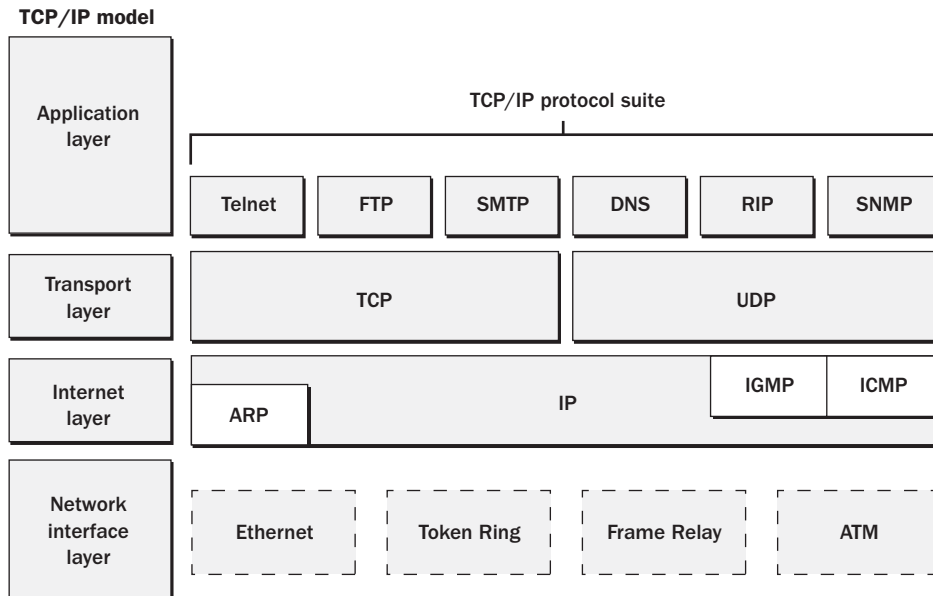 TCP/IP model
Application
layer
TCP/IP protocol suite
Telnet
FTP
SMTP
DNS
RIP
SNMP
Transport
layer
TCP
UDP
Internet
layer
ARP
IP
IGMP
ICMP
Network
interface
layer
Ethernet
Token Ring
Frame Relay
ATM